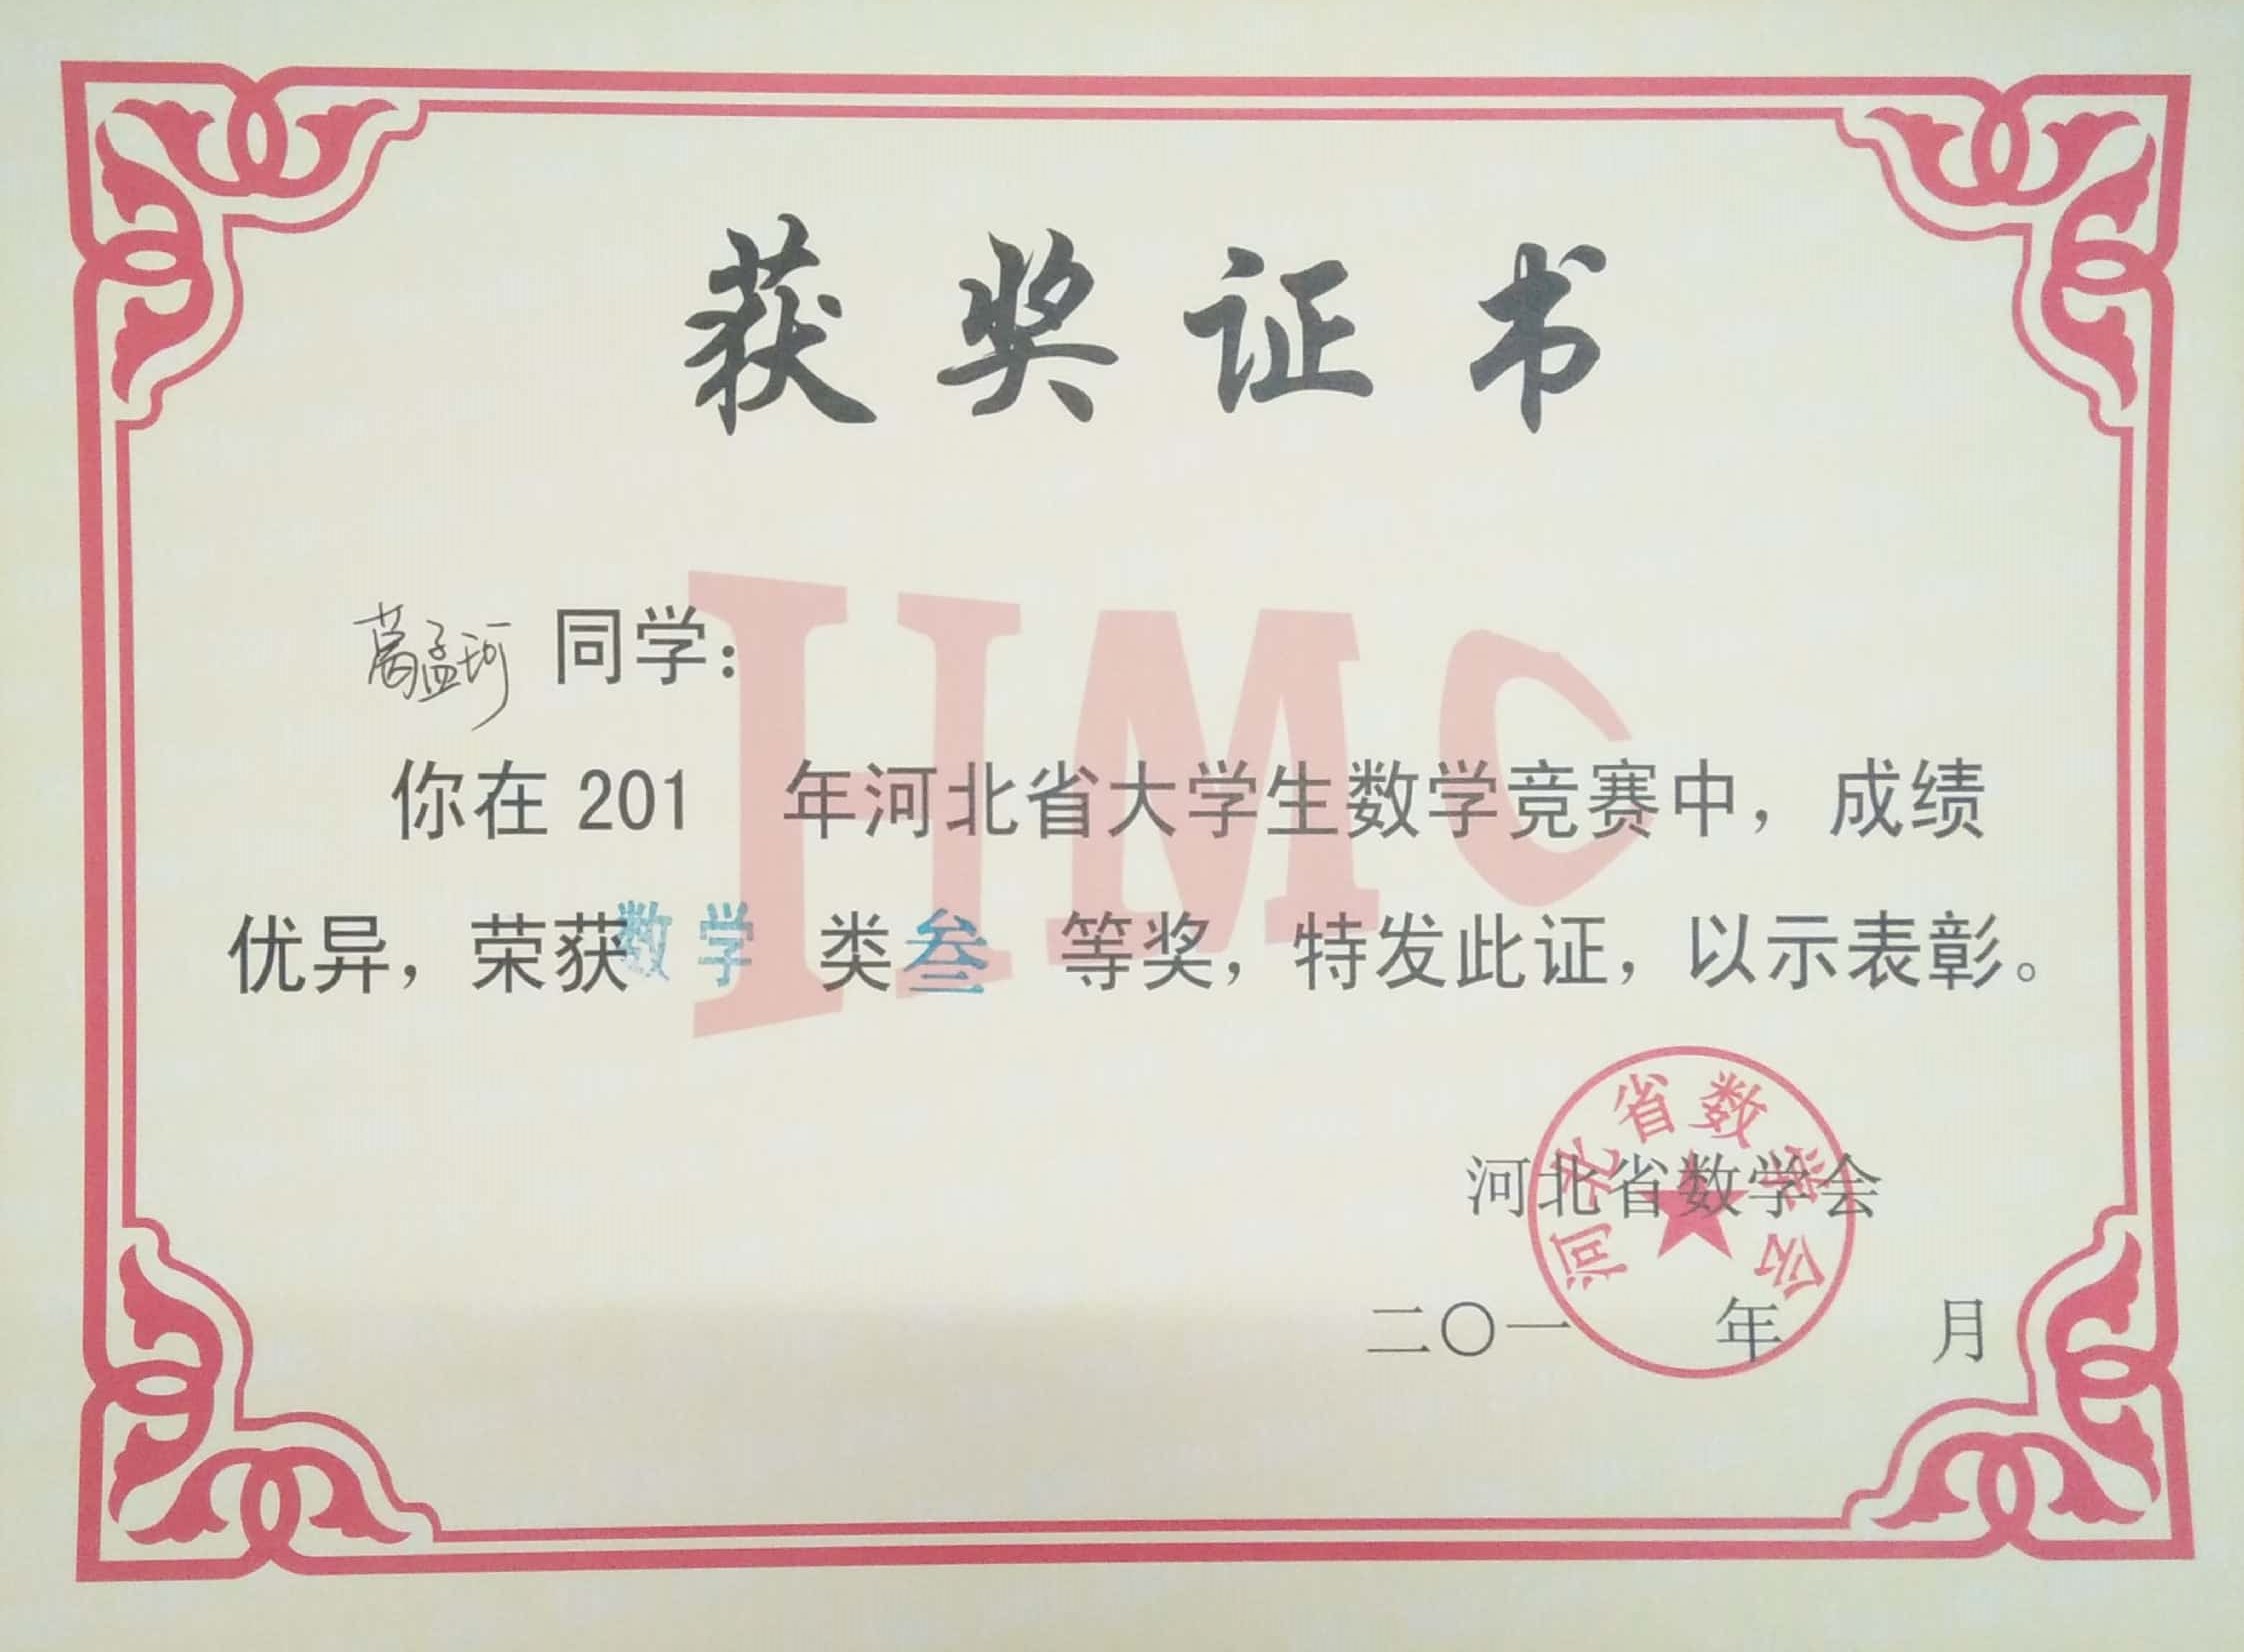 获奖证书
HMC
葛孟珂 同学：
你在 201 年河北省大学生数学竞赛中，成绩
优异，荣获数学 类叁 等奖，特发此证，以示表彰。
河北省数学会
河北省数学会
二〇一 年 月